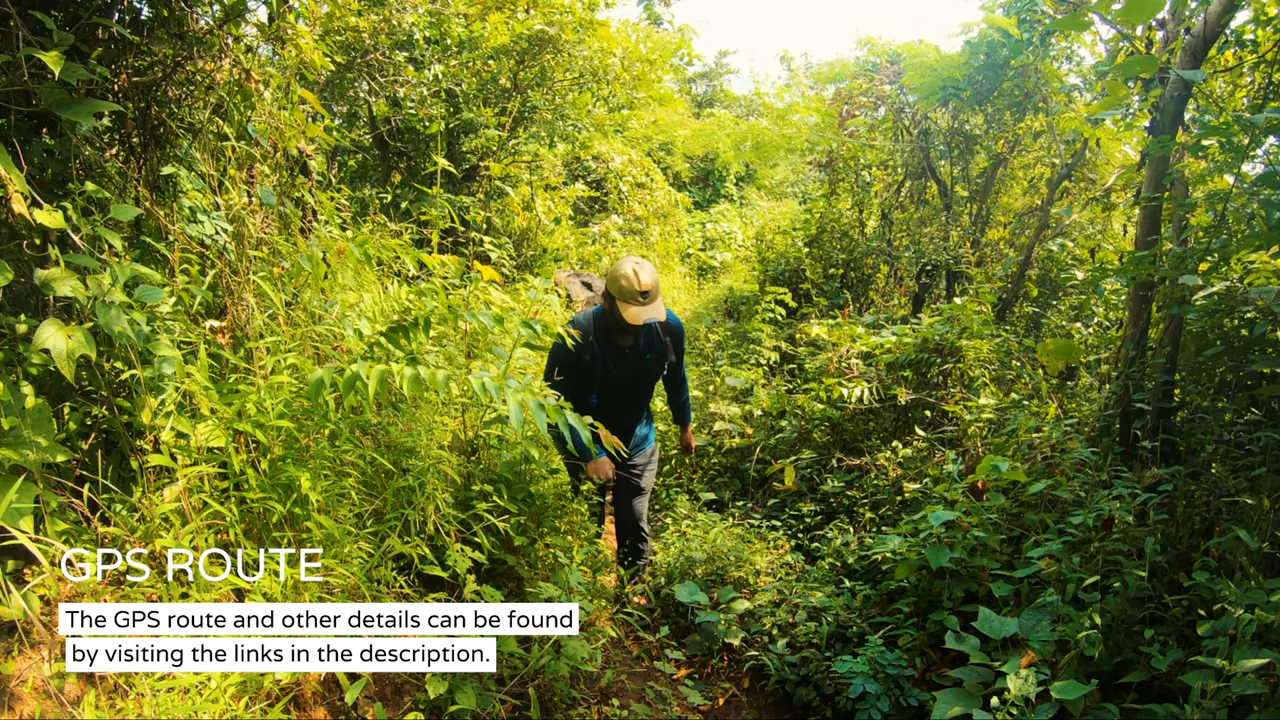 GPS ROUTE
The GPS route and other details can be found
by visiting the links in the description.